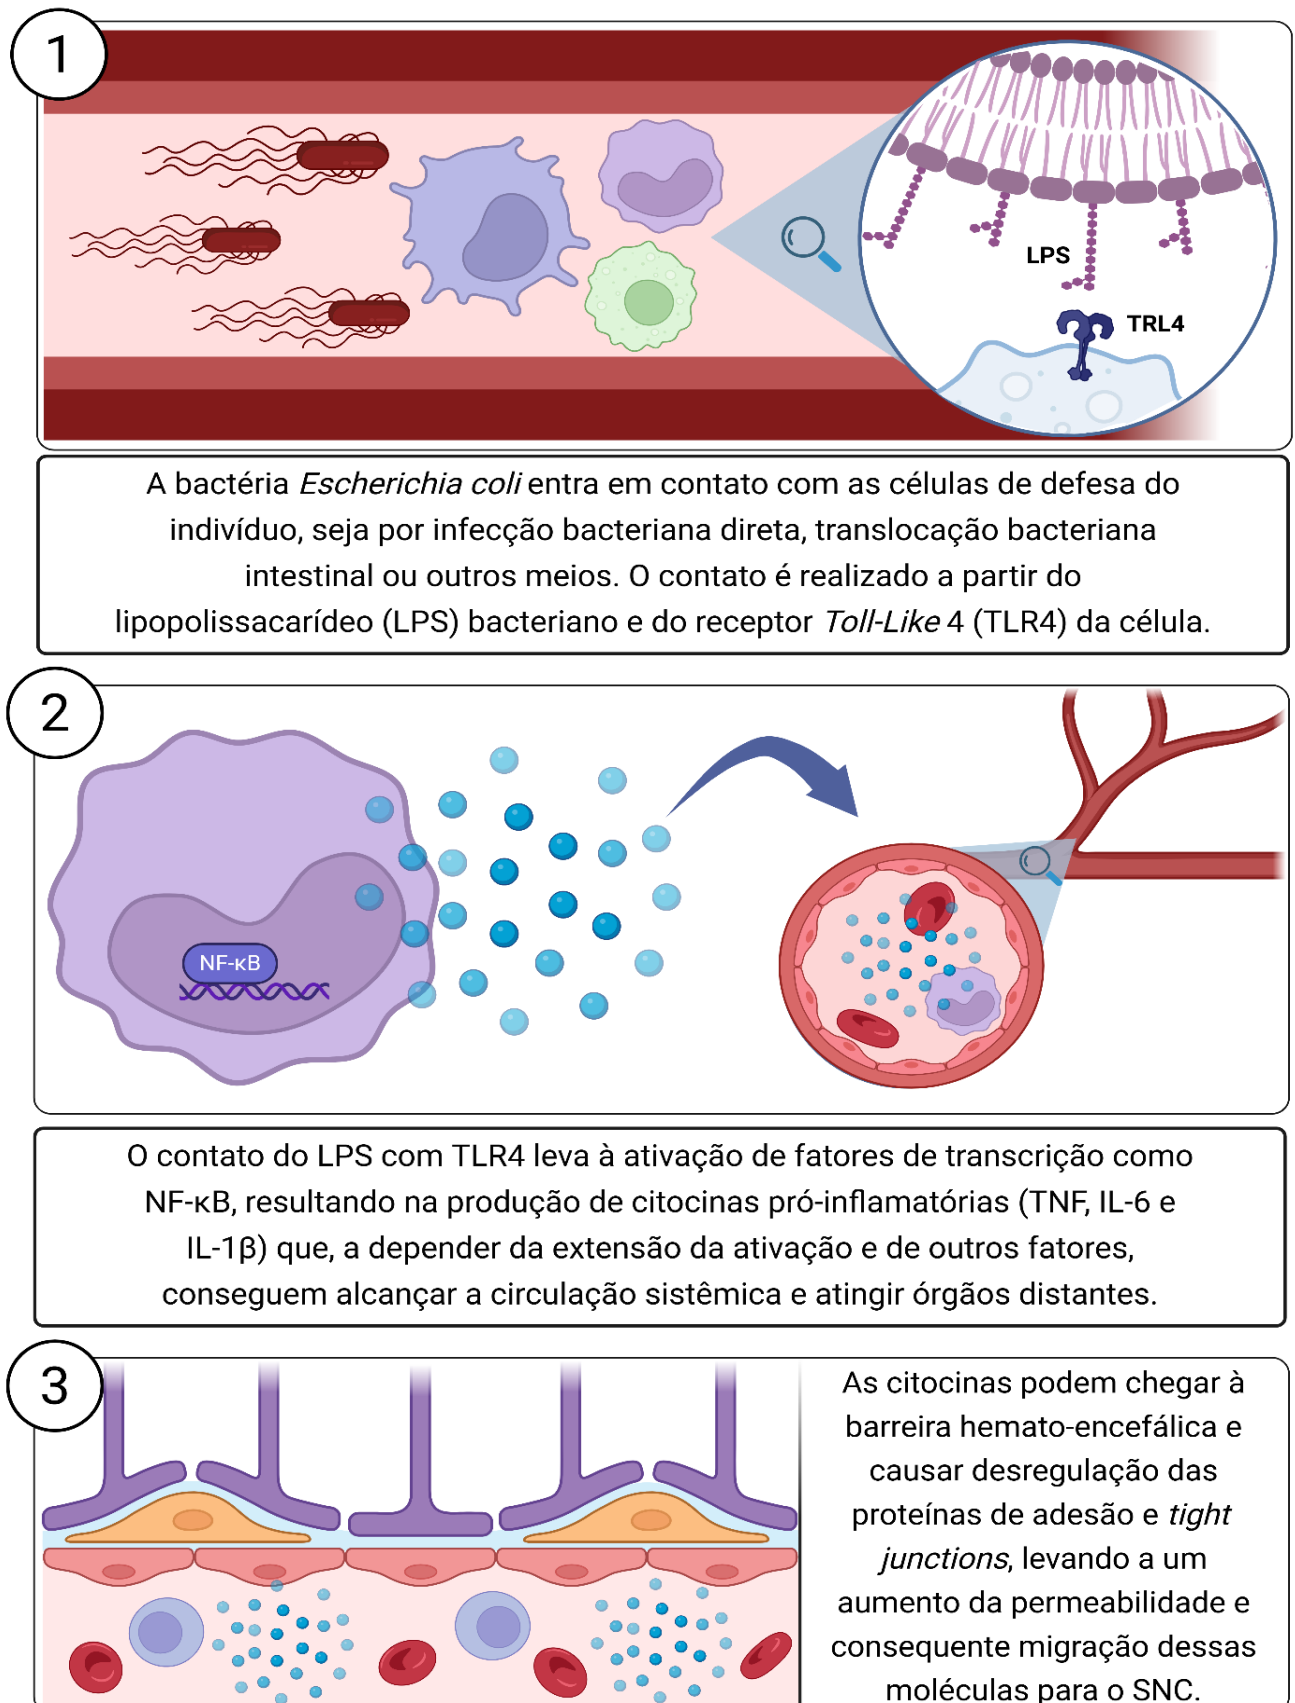 1
LPS
TRL4
A bactéria Escherichia coli entra em contato com as células de defesa do
indivíduo, seja por infecção bacteriana direta, translocação bacteriana
intestinal ou outros meios. O contato é realizado a partir do
lipopolissacarídeo (LPS) bacteriano e do receptor Toll-Like 4 (TLR4) da célula.
2
NF-κB
O contato do LPS com TLR4 leva à ativação de fatores de transcrição como
NF-κB, resultando na produção de citocinas pró-inflamatórias (TNF, IL-6 e
IL-1β) que, a depender da extensão da ativação e de outros fatores,
conseguem alcançar a circulação sistêmica e atingir órgãos distantes.
3
As citocinas podem chegar à
barreira hemato-encefálica e
causar desregulação das
proteínas de adesão e tight
junctions, levando a um
aumento da permeabilidade e
consequente migração dessas
moléculas para o SNC.